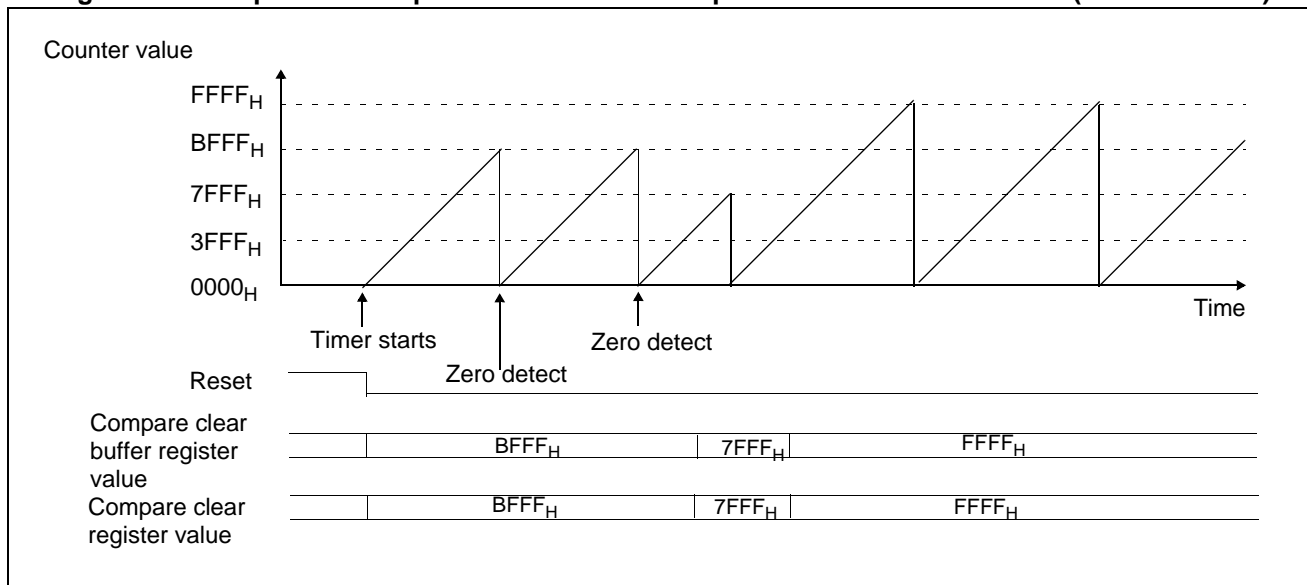 Counter value
FFFFH
BFFFH
7FFFH
3FFFH
0000H
Time
Timer starts
Zero detect
Zero detect
Reset
Compare clear
buffer register
value
BFFFH
7FFFH
FFFFH
Compare clear
register value
BFFFH
7FFFH
FFFFH